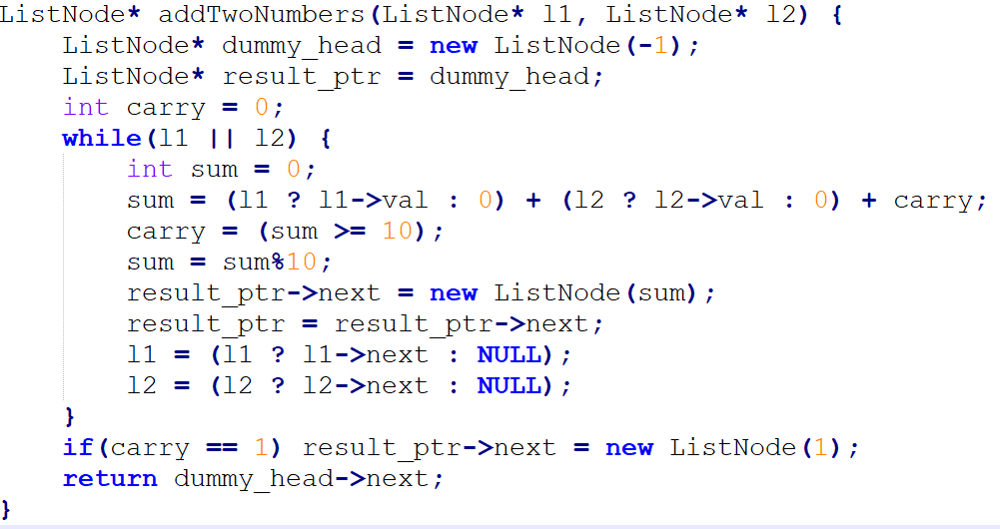 ListNode* addTwoNumbers(ListNode* l1, ListNode* l2) {
    ListNode* dummy_head = new ListNode(-1);
    ListNode* result_ptr = dummy_head;
    int carry = 0;
    while(l1 || l2) {
        int sum = 0;
        sum = (l1 ? l1->val : 0) + (l2 ? l2->val : 0) + carry;
        carry = (sum >= 10);
        sum = sum%10;
        result_ptr->next = new ListNode(sum);
        result_ptr = result_ptr->next;
        l1 = (l1 ? l1->next : NULL);
        l2 = (l2 ? l2->next : NULL);
    }
    if(carry == 1) result_ptr->next = new ListNode(1);
    return dummy_head->next;
}